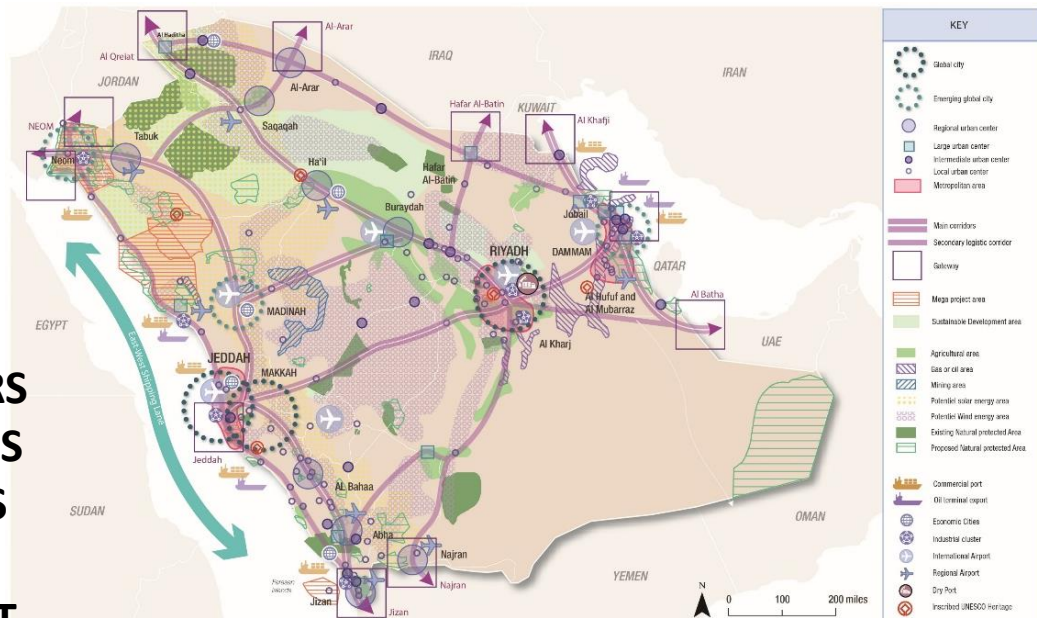 RS
S
S
T
Al-Haditha
Al-Arar
Al Qreiat
IRAQ
IRAN
JORDAN
Al-Arar
NEOM
Saqaqah
Hafar Al-Batin
KUWAIT
Al Khafji
Tabuk
Neom
Ha'il
Hafar
Al-Batin
Buraydah
Jobail
RIYADH
DAMMAM
QATAR
MADINAH
Al Hufuf and
Al Mubarraz
Al Batha
EGYPT
East-West Shipping Lane
UAE
JEDDAH
MAKKAH
Al Kharj
Jeddah
AL Bahaa
SUDAN
Abha
OMAN
Najran
Najran
YEMEN
Farasan
Islands
Jizan
Jizan
N
0
100
200 miles
KEY
Global city
Emerging global city
Regional urban center
Large urban center
Intermediate urban center
Local urban center
Metropolitan area
Main corridors
Secondary logistic corridor
Gateway
Mega project area
Sustainable Development area
Agricultural area
Gas or oil area
Mining area
Potentiel solar energy area
Potentiel Wind energy area
Existing Natural protected Area
Proposed Natural protected Area
Commercial port
Oil terminal export
Economic Cities
Industrial cluster
International Airport
Regional Airport
Dry Port
Inscribed UNESCO Heritage